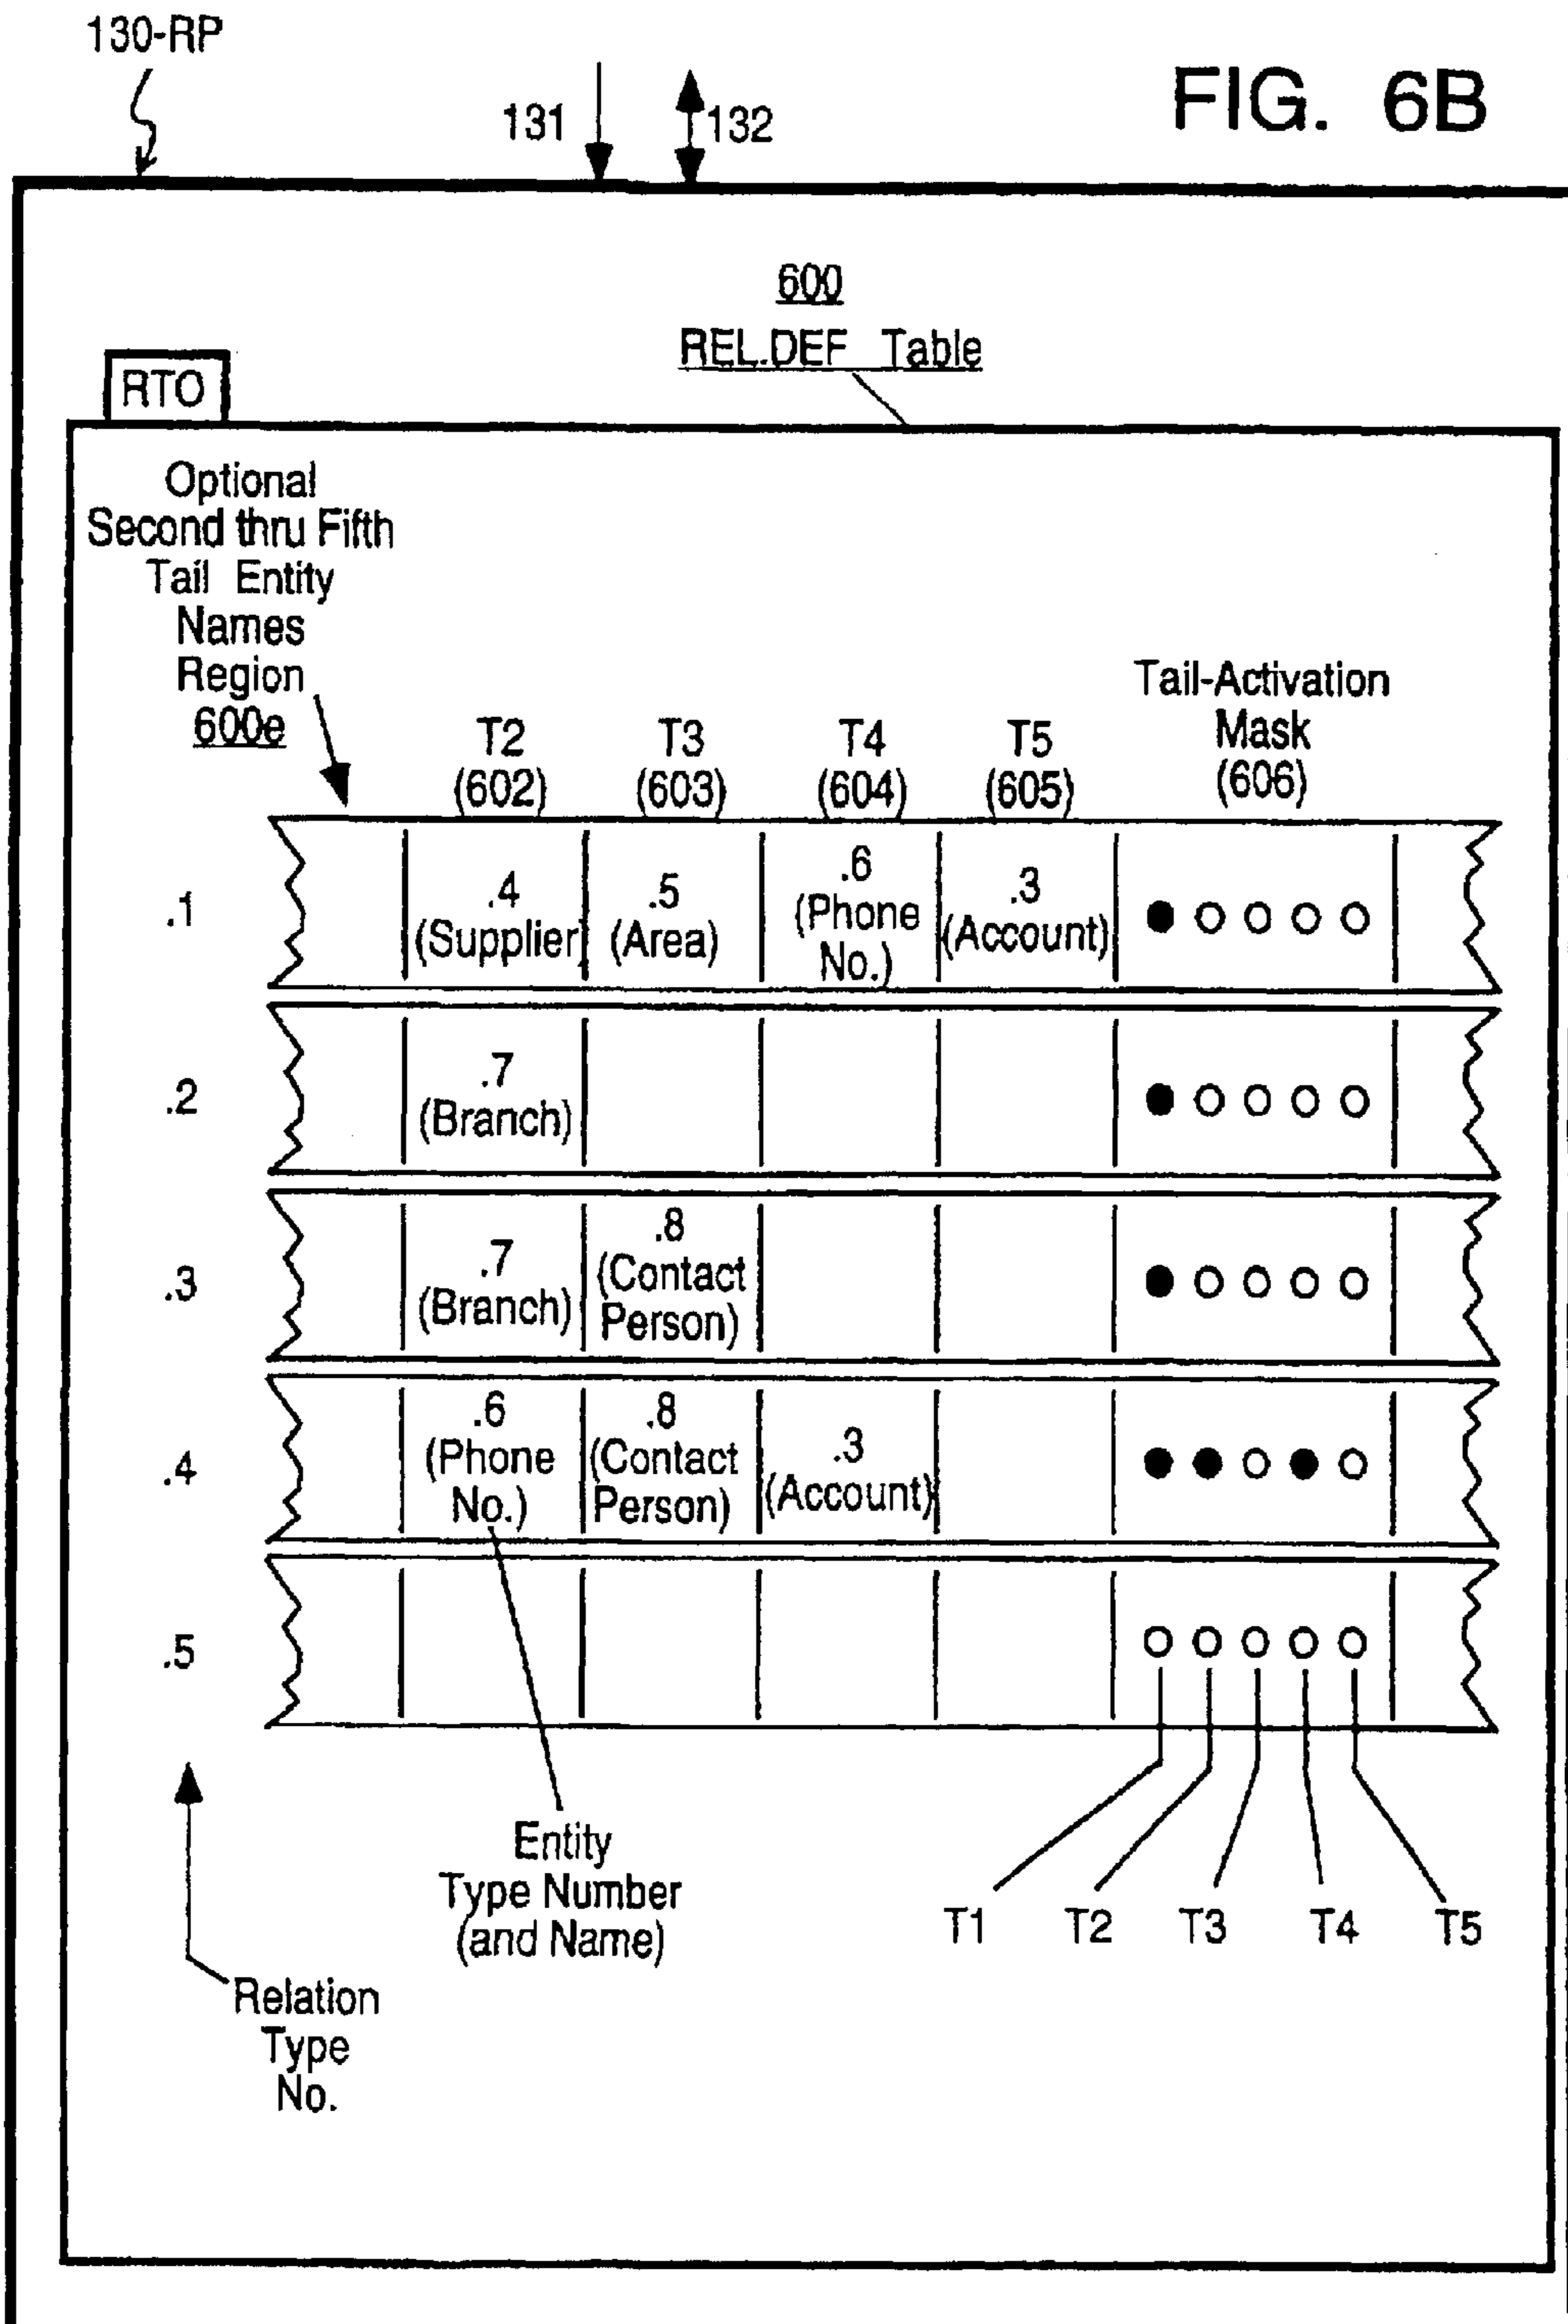 130-RP
131
132
FIG. 6B
600
REL.DEF Table
RTO
Optional
Second thru Fifth
Tail Entity
Names
Region
600e
T2
(602)
T3
(603)
T4
(604)
T5
(605)
Tail-Activation
Mask
(606)
.1
.4
(Supplier)
.5
(Area)
.6
(Phone
No.)
.3
(Account)
.2
.7
(Branch)
.3
.7
(Branch)
.8
(Contact
Person)
.4
.6
(Phone
No.)
.8
(Contact
Person)
.3
(Account)
.5
Entity
Type Number
(and Name)
T1
T2
T3
T4
T5
Relation
Type
No.